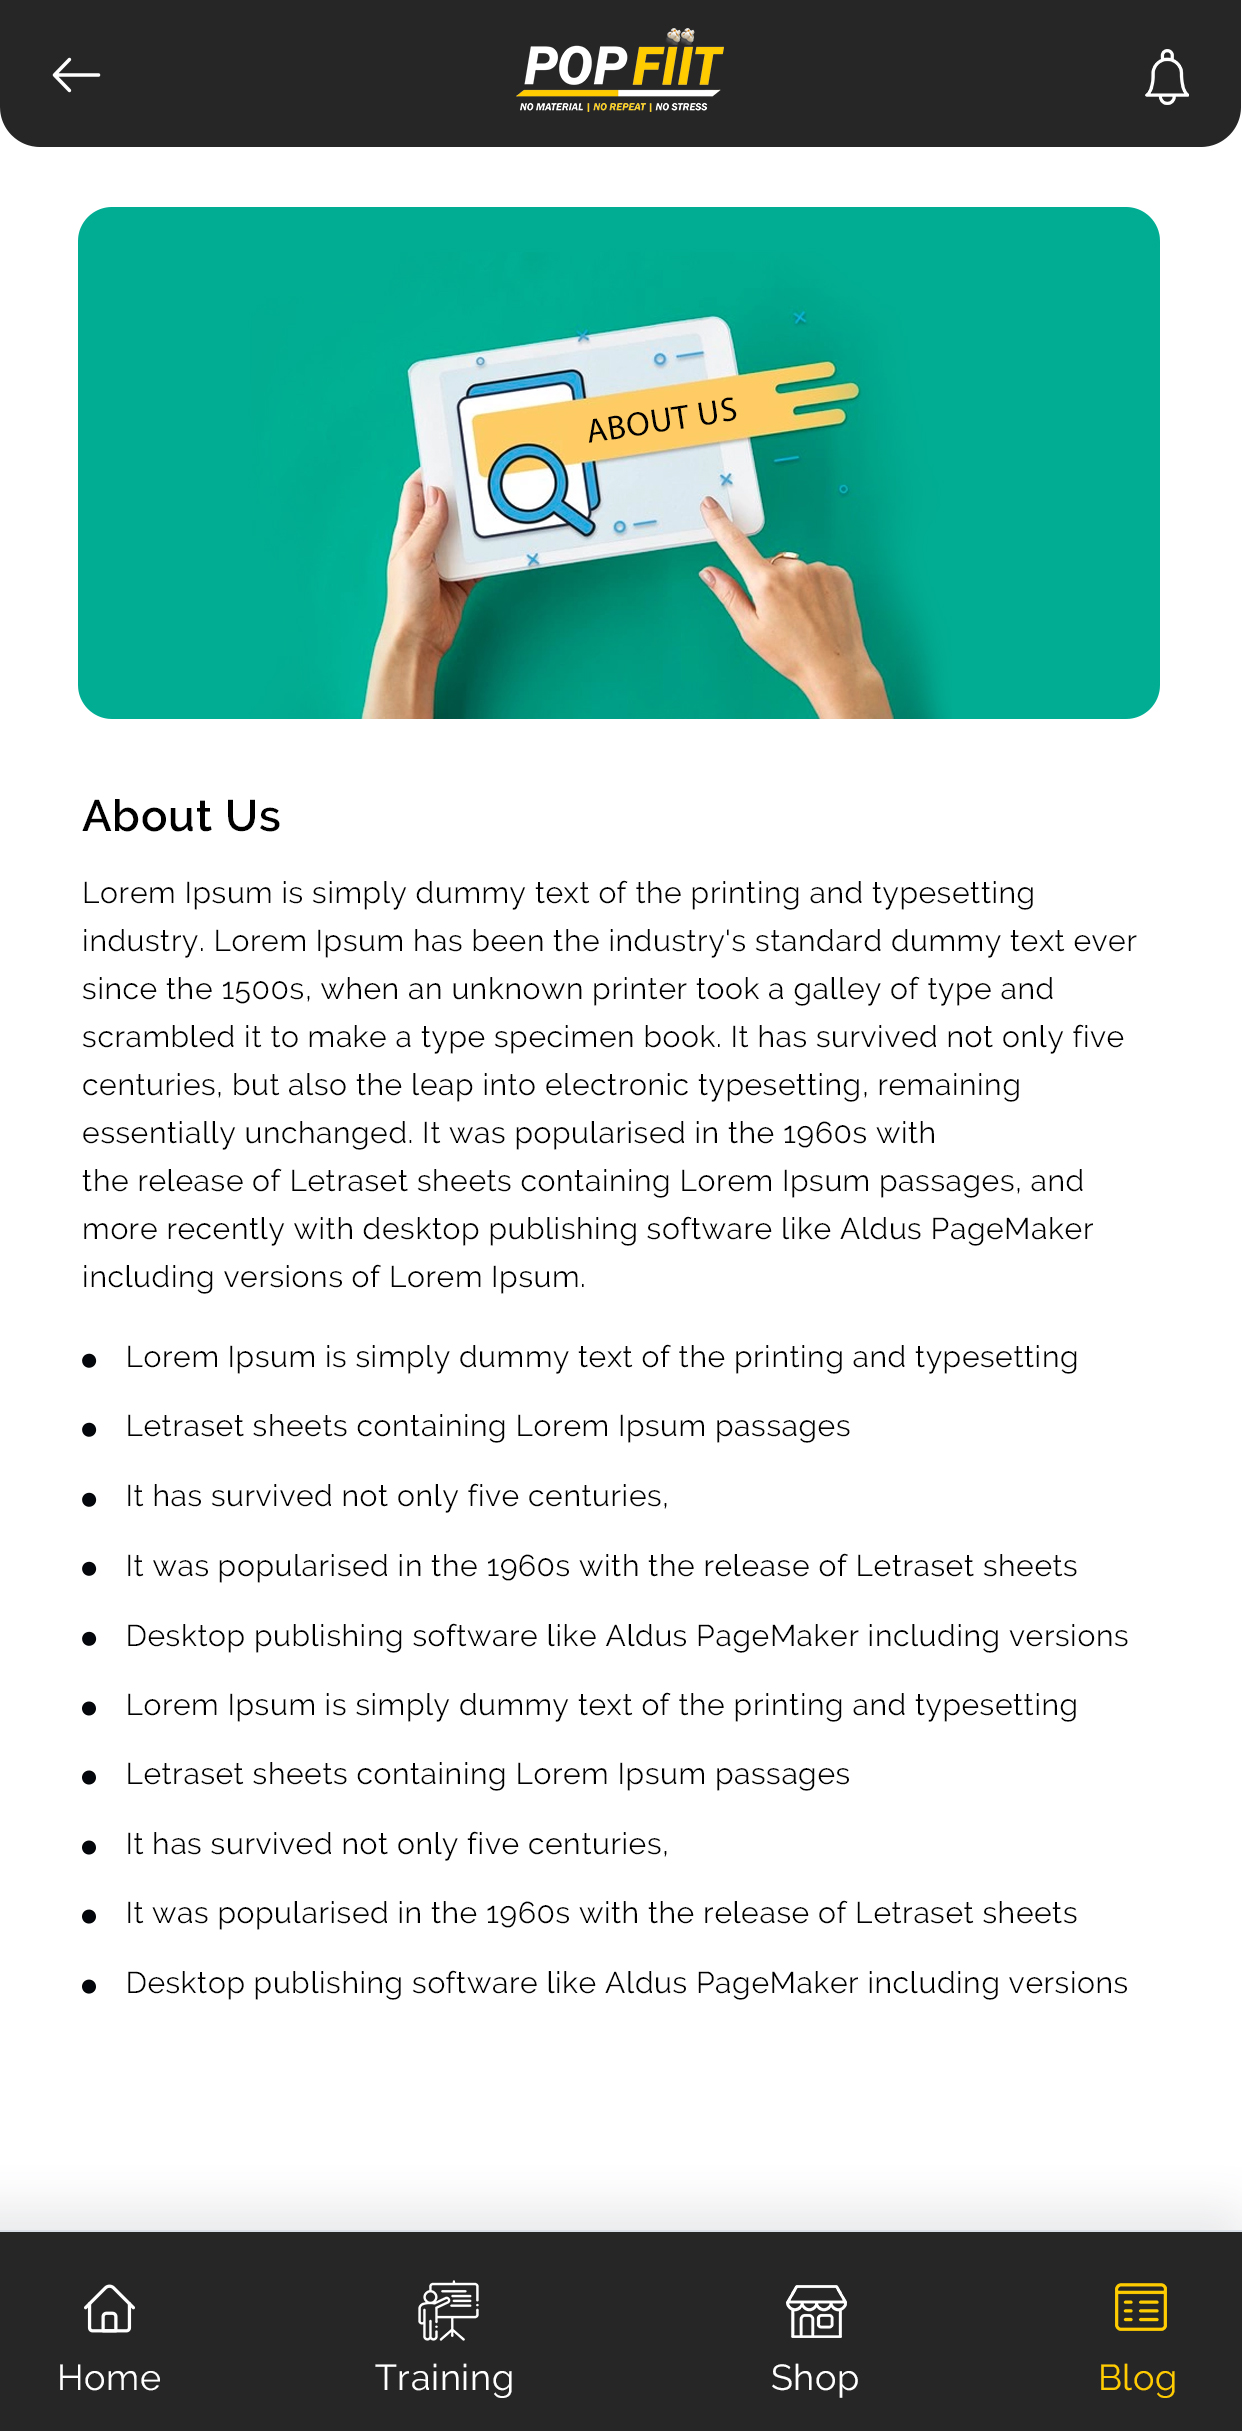 POP FIIT
NO MATERIAL | NO REPEAT | NO STRESS
ABOUT US
About Us
Lorem Ipsum is simply dummy text of the printing and typesetting
industry. Lorem Ipsum has been the industry's standard dummy text ever
since the 1500s, when an unknown printer took a galley of type and
scrambled it to make a type specimen book. It has survived not only five
centuries, but also the leap into electronic typesetting, remaining
essentially unchanged. It was popularised in the 1960s with
the release of Letraset sheets containing Lorem Ipsum passages, and
more recently with desktop publishing software like Aldus PageMaker
including versions of Lorem Ipsum.
● Lorem Ipsum is simply dummy text of the printing and typesetting
● Letraset sheets containing Lorem Ipsum passages
● It has survived not only five centuries,
● It was popularised in the 1960s with the release of Letraset sheets
● Desktop publishing software like Aldus PageMaker including versions
● Lorem Ipsum is simply dummy text of the printing and typesetting
● Letraset sheets containing Lorem Ipsum passages
● It has survived not only five centuries,
● It was popularised in the 1960s with the release of Letraset sheets
● Desktop publishing software like Aldus PageMaker including versions
Home Training Shop Blog